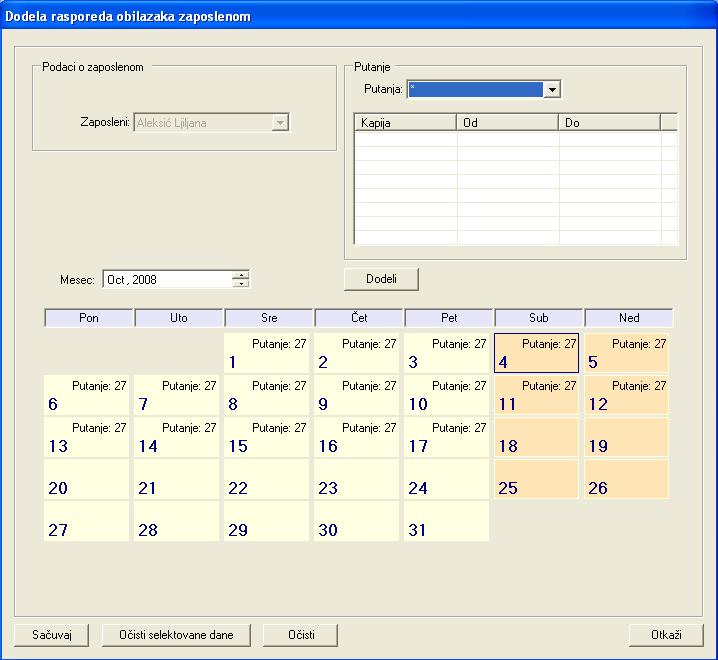 Dodela rasporeda obilazaka zaposlenom
Podaci o zaposlenom
Zaposleni: Aleksić Ljiljana
Putanje
Putanja: *
Kapija Od Do
Mesec: Oct , 2008
Dodeli
Pon Uto Sre Čet Pet Sub Ned
Putanje: 27 Putanje: 27 Putanje: 27 Putanje: 27 Putanje: 27
1 2 3 4 5
Putanje: 27 Putanje: 27 Putanje: 27 Putanje: 27 Putanje: 27 Putanje: 27 Putanje: 27
6 7 8 9 10 11 12
Putanje: 27 Putanje: 27 Putanje: 27 Putanje: 27 Putanje: 27
13 14 15 16 17 18 19
20 21 22 23 24 25 26
27 28 29 30 31
Sačuvaj Očisti selektovane dane Očisti Otkaži